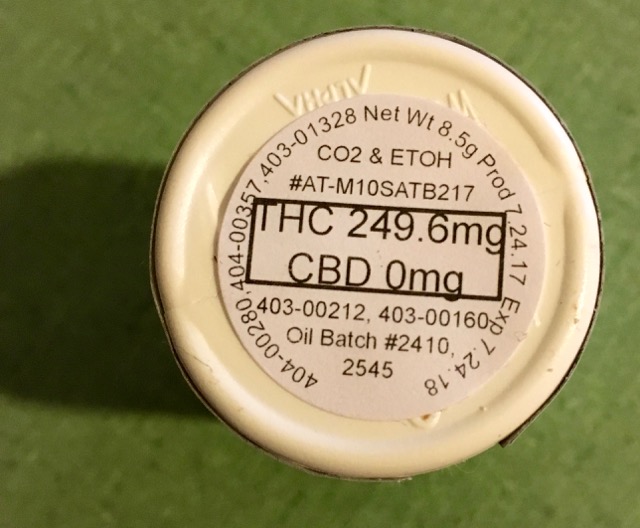 ALPHA
404-00280,404-00357,403-01328 Net Wt 8.5g Prod 7.24.17 Exp 7.24.18
CO2 & ETOH
#AT-M10SATB217
THC 249.6mg
CBD 0mg
403-00212, 403-00160
Oil Batch #2410,
2545